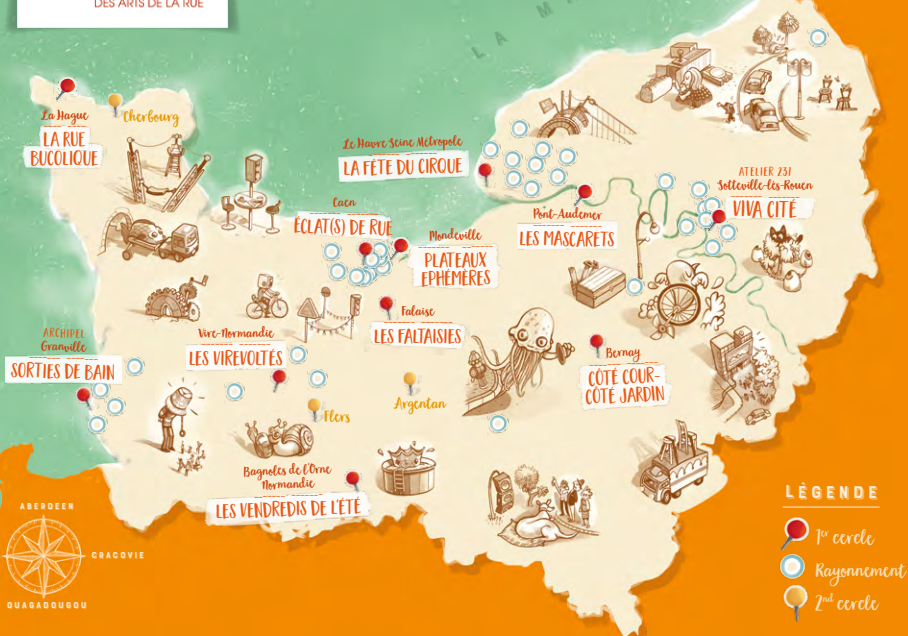 DES ARTS DE LA RUE
LA MA
La Hague
LA RUE
BUCOLIQUE
Cherbourg
Le Havre Seine Métropole
LA FÊTE DU CIRQUE
Caen
ÉCLAT(S) DE RUE
Mondeville
PLATEAUX
EPHÉMÈRES
Pont-Audemer
LES MASCARETS
ATELIER 231
Sotteville-lès-Rouen
VIVA CITÉ
Falaise
LES FALTAISIES
ARCHIPEL
Granville
SORTIES DE BAIN
Vire-Normandie
LES VIREVOLTÉS
Bernay
CÔTÉ COUR-
CÔTÉ JARDIN
Flers
Argentan
Bagnoles de l'Orne
Normandie
LES VENDREDIS DE L'ÉTÉ
ABERDEEN
CRACOVIE
OUAGADOUGOU
LÉGENDE
1er cercle
Rayonnement
2nd cercle